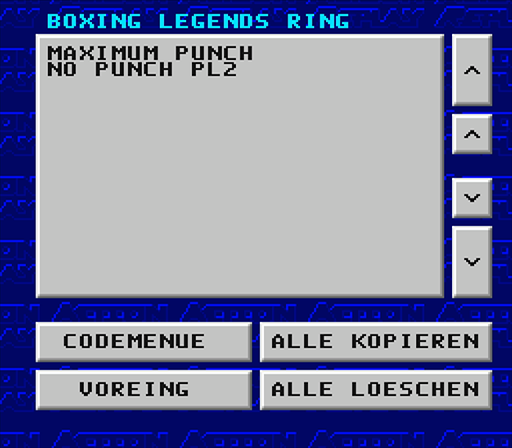 BOXING LEGENDS RING
MAXIMUM PUNCH
NO PUNCH PL2
CODEMENUE
ALLE KOPIEREN
VOREING
ALLE LOESCHEN